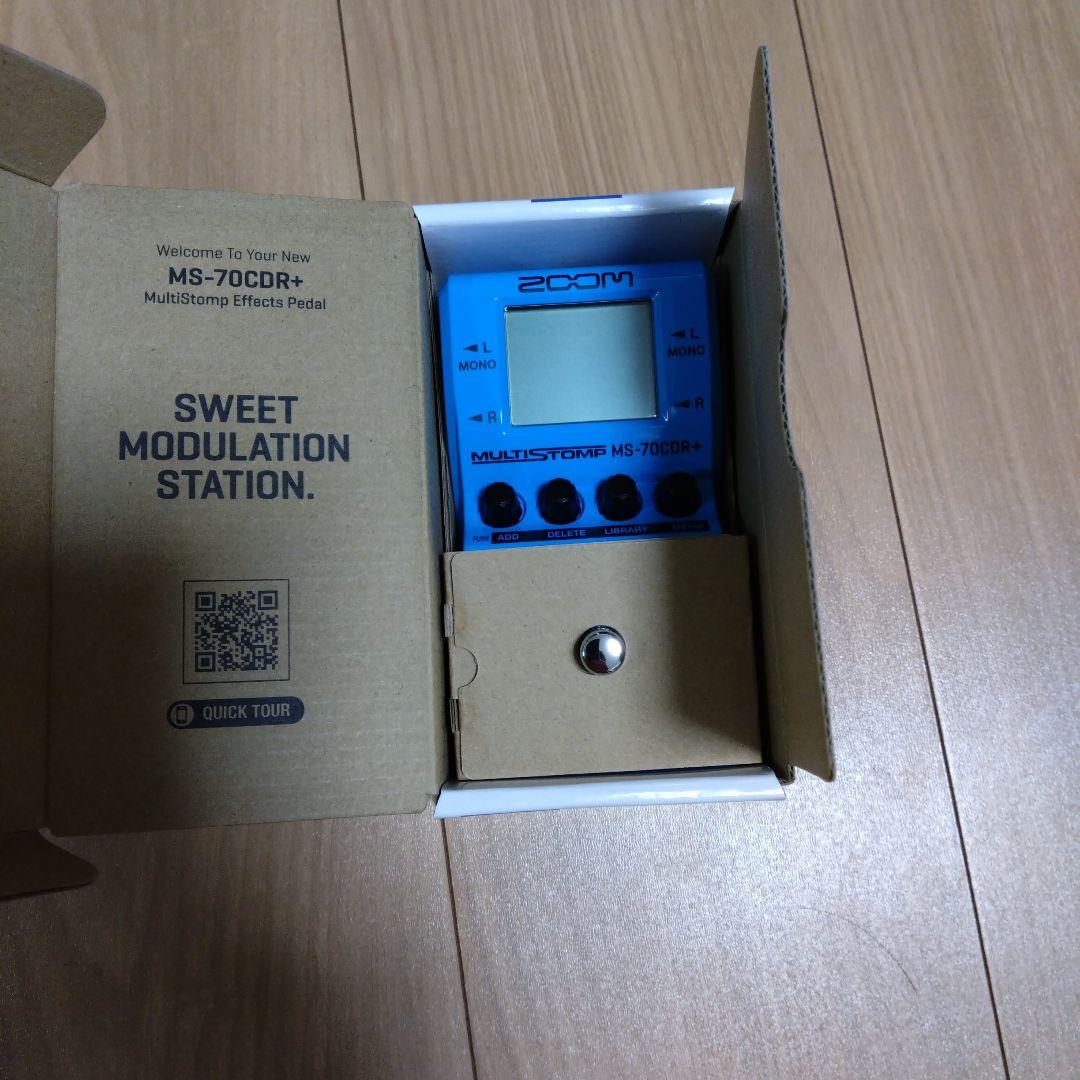 Welcome To Your New
MS-70CDR+
MultiStomp Effects Pedal
SWEET
MODULATION
STATION.
QUICK TOUR
ZOOM
L
MONO
R
L
MONO
R
MULTISTOMP MS-70CDR+
PUSH ADD DELETE LIBRARY MENU